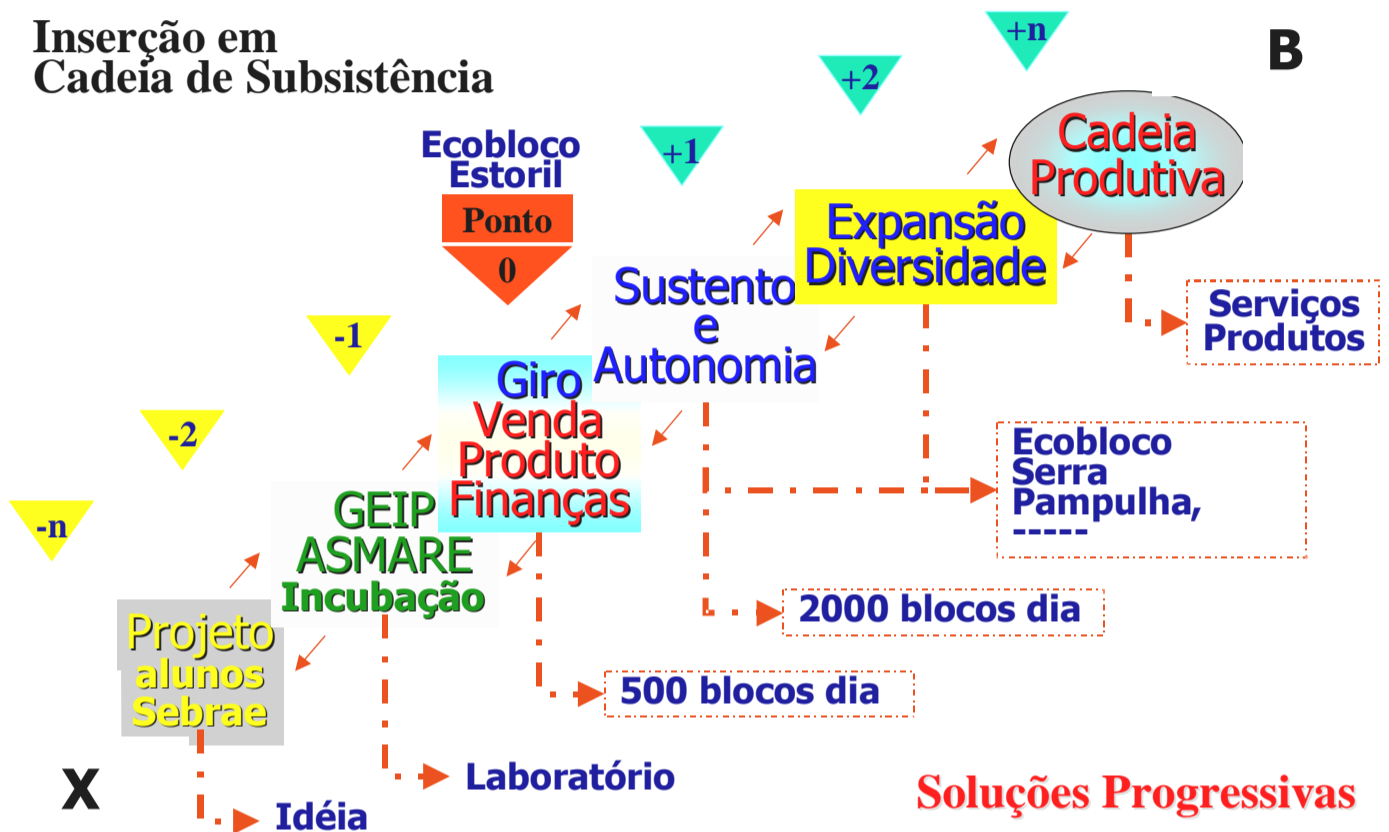 Inserção em
Cadeia de Subsistência
B
+n
+2
+1
Ecobloco
Estoril
Ponto
0
-1
-2
-n
Cadeia
Produtiva
Expansão
Diversidade
Sustento
e
Autonomia
Giro
Venda
Produto
Finanças
GEIP
ASMARE
Incubação
Projeto
alunos
Sebrae
Serviços
Produtos
Ecobloco
Serra
Pampulha,
-----
2000 blocos dia
500 blocos dia
Laboratório
Idéia
X
Soluções Progressivas